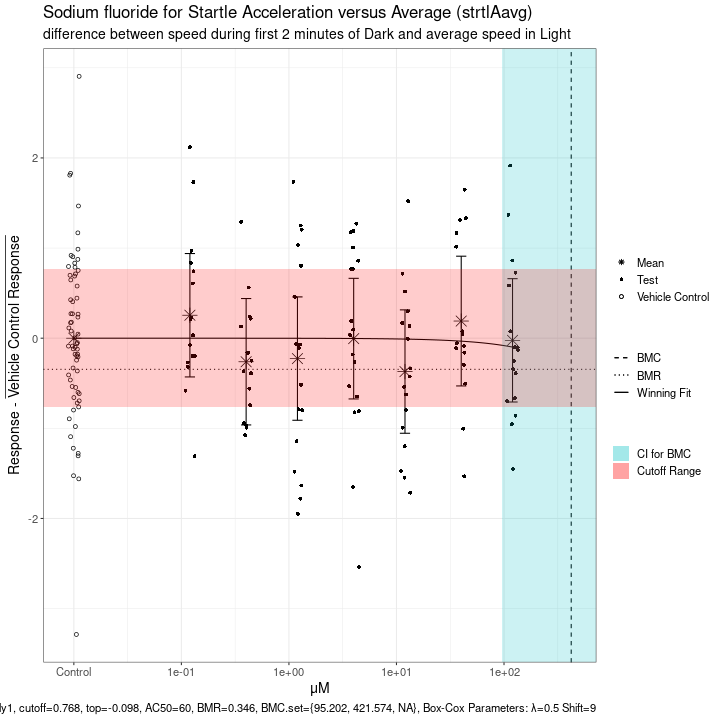 Sodium fluoride for Startle Acceleration versus Average (strtlAavg)
difference between speed during first 2 minutes of Dark and average speed in Light
Response - Vehicle Control Response
2
0
-2
Control
1e-01
1e+00
1e+01
1e+02
μM
Mean
Test
Vehicle Control
BMC
BMR
Winning Fit
CI for BMC
Cutoff Range
ly1, cutoff=0.768, top=-0.098, AC50=60, BMR=0.346, BMC.set={95.202, 421.574, NA}, Box-Cox Parameters: λ=0.5 Shift=9